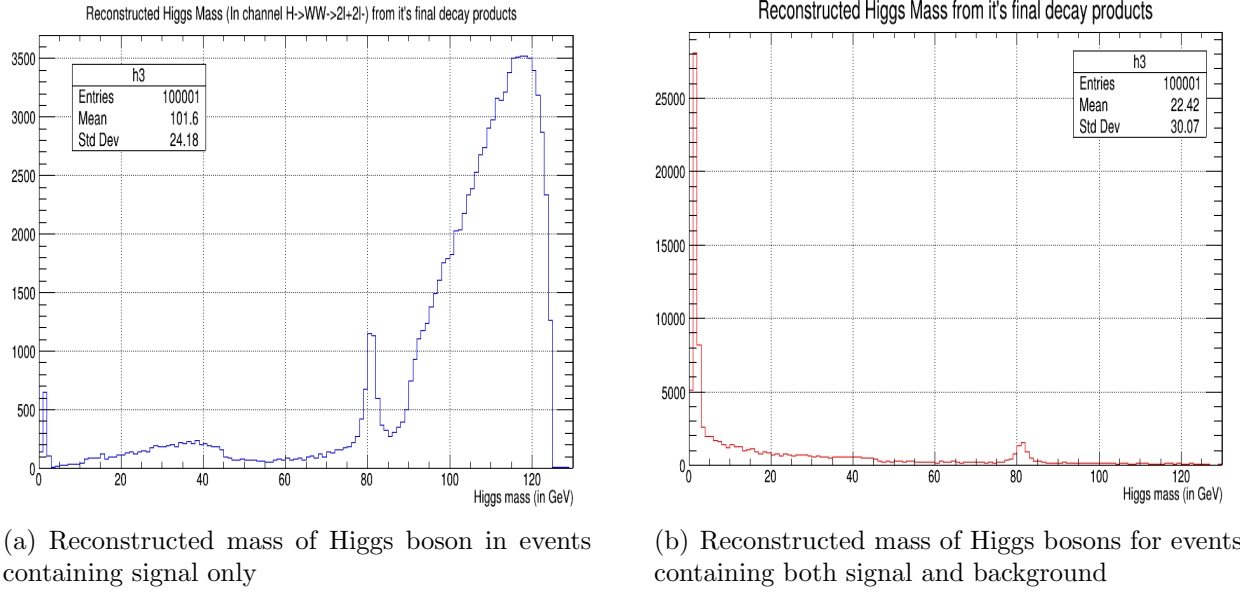 Reconstructed Higgs Mass (In channel H->WW->2l+2l-) from it's final decay products
h3
Entries 100001
Mean 101.6
Std Dev 24.18
3500
3000
2500
2000
1500
1000
500
0
0 20 40 60 80 100 120
Higgs mass (in GeV)
(a) Reconstructed mass of Higgs boson in events
containing signal only
Reconstructed Higgs Mass from it's final decay products
h3
Entries 100001
Mean 22.42
Std Dev 30.07
25000
20000
15000
10000
5000
0
0 20 40 60 80 100 120
Higgs mass (in GeV)
(b) Reconstructed mass of Higgs bosons for events
containing both signal and background